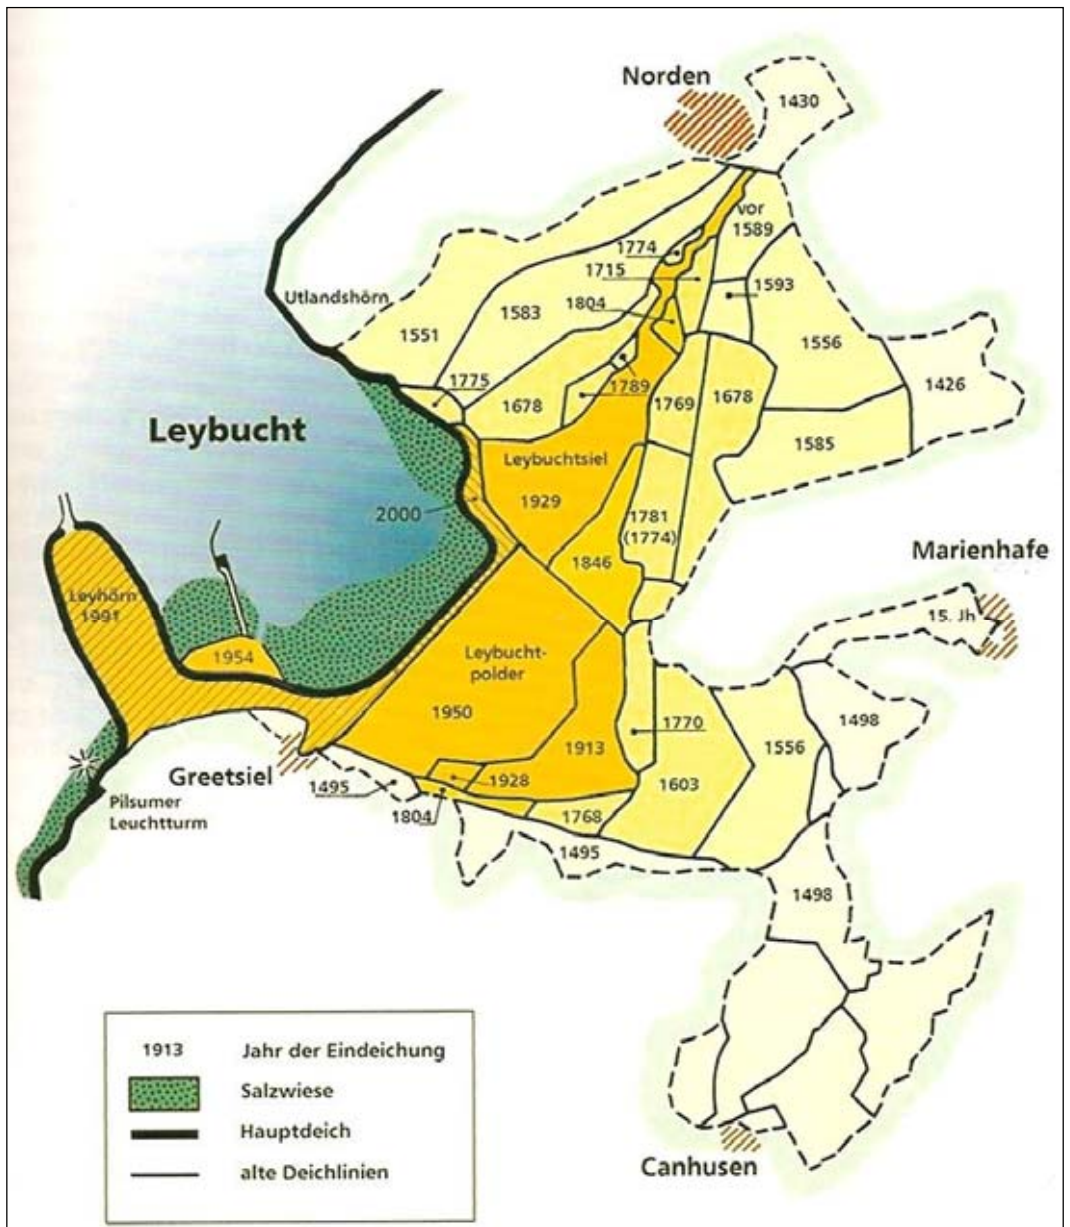 Norden
1430
vor
1589
1774
1715
1593
1804
Utlandshörn
1583
1551
1556
1775
1426
1789
1678
1769
1678
Leybucht
1585
Leybuchtsiel
1929
2000
1781
(1774)
1846
Marienhafe
Leyhörn
1991
15. Jh
1954
Leybucht-
polder
1950
1770
1498
1913
1556
Greetsiel
1928
1603
1495
Pilsumer
Leuchtturm
1804
1768
1495
1498
1913 Jahr der Eindeichung
Salzwiese
Hauptdeich
alte Deichlinien
Canhusen